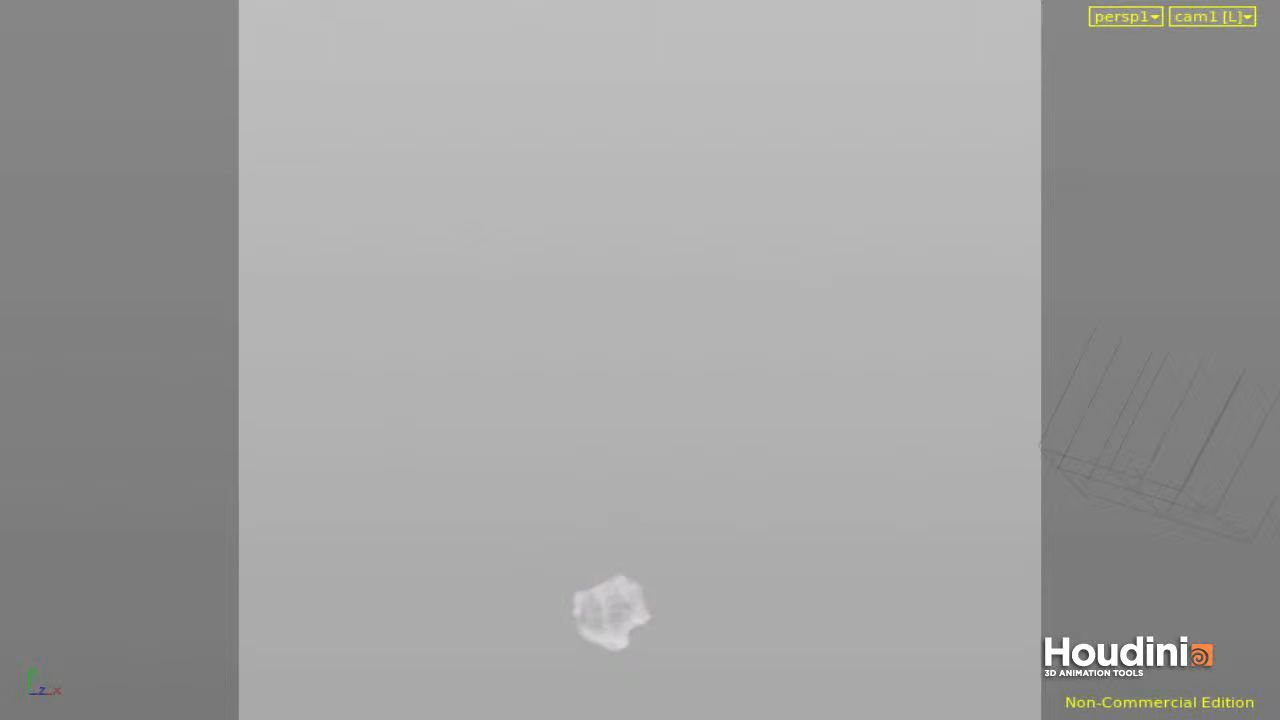 persp1 cam1 [L]
Houdini
3D ANIMATION TOOLS
Non-Commercial Edition
z x